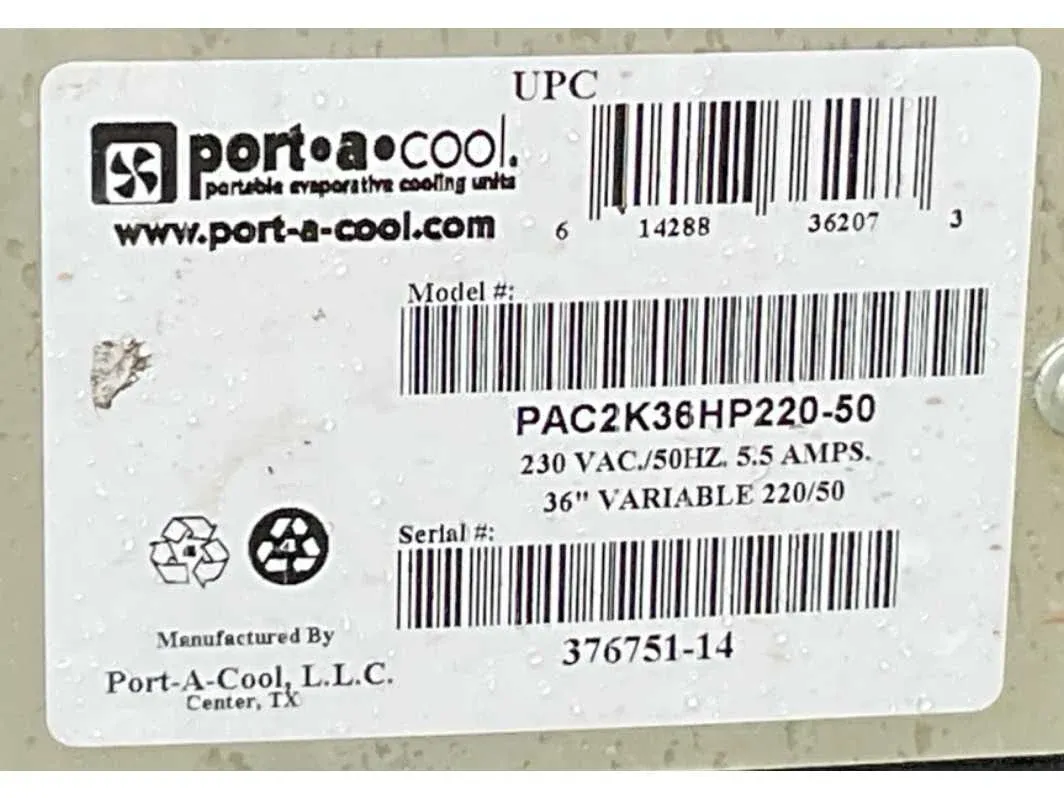 UPC
port•a•cool.
portable evaporative cooling units
www.port-a-cool.com
6 14288 36207 3
Model #:
PAC2K36HP220-50
230 VAC./50HZ. 5.5 AMPS.
36" VARIABLE 220/50
Serial #:
376751-14
Manufactured By
Port-A-Cool, L.L.C.
Center, TX